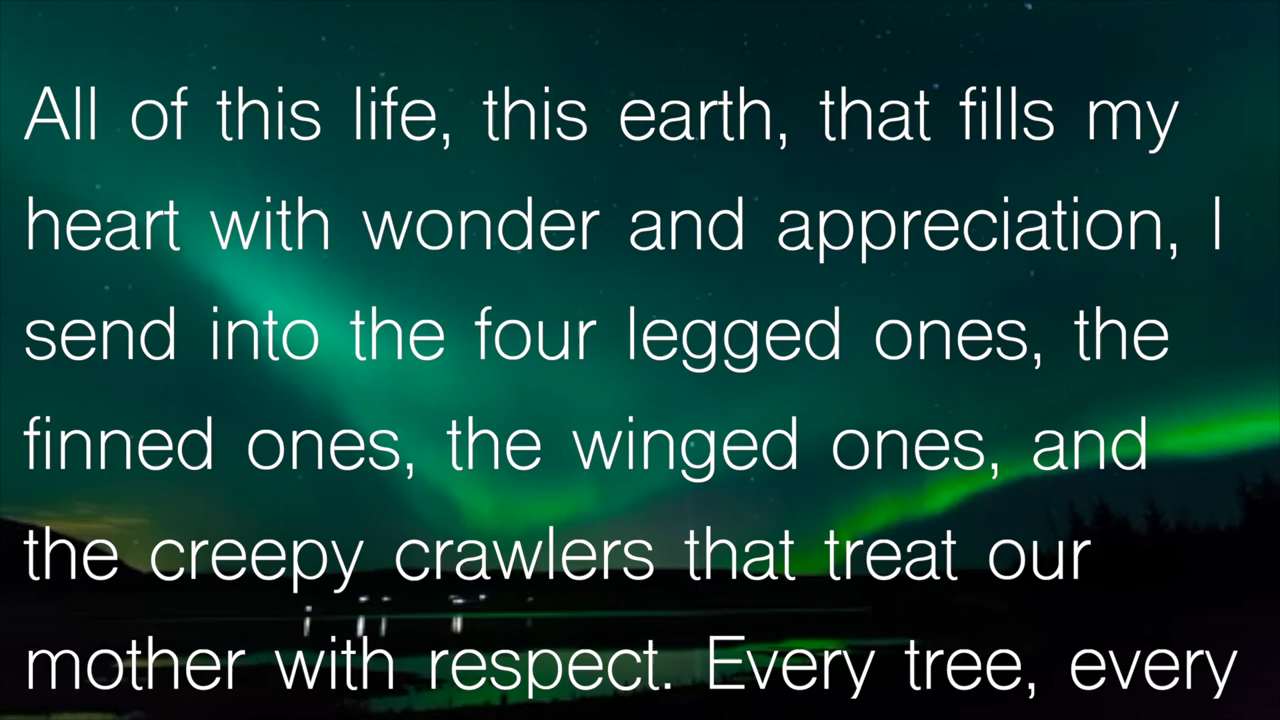 All of this life, this earth, that fills my
heart with wonder and appreciation, I
send into the four legged ones, the
finned ones, the winged ones, and
the creepy crawlers that treat our
mother with respect. Every tree, every